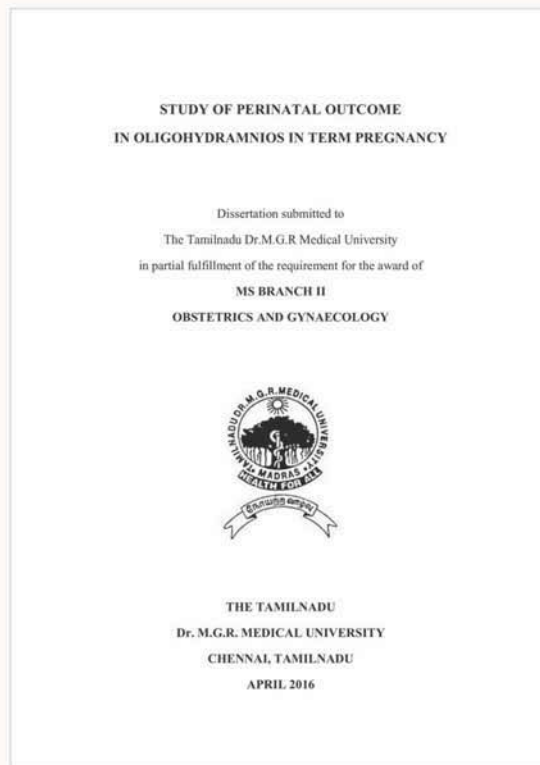 STUDY OF PERINATAL OUTCOME
IN OLIGOHYDRAMNIOS IN TERM PREGNANCY
Dissertation submitted to
The Tamilnadu Dr.M.G.R Medical University
in partial fulfillment of the requirement for the award of
MS BRANCH II
OBSTETRICS AND GYNAECOLOGY
TAMILNADU DR.M.G.R.MEDICAL UNIVERSITY
MADRAS
HEALTH FOR ALL
நோயற்ற வாழ்வு
THE TAMILNADU
Dr. M.G.R. MEDICAL UNIVERSITY
CHENNAI, TAMILNADU
APRIL 2016